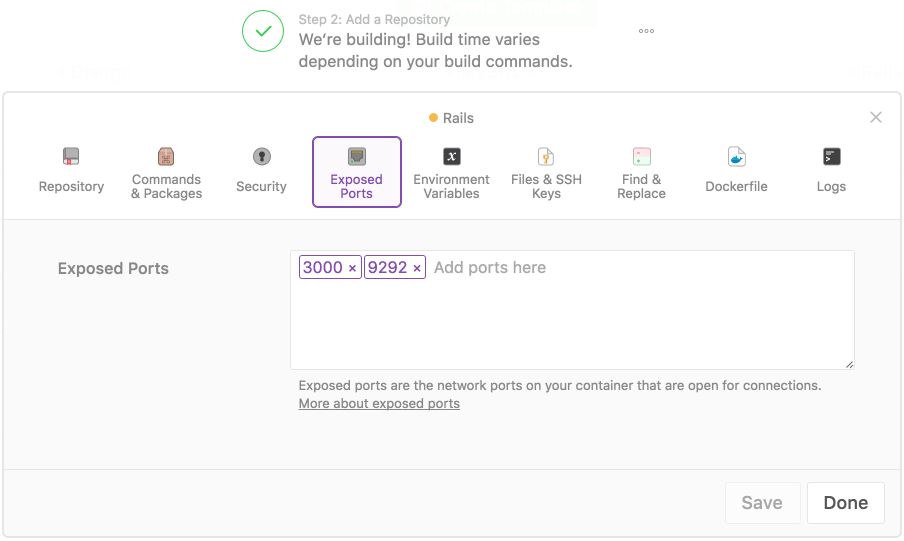 Step 2: Add a Repository
We're building! Build time varies
depending on your build commands.
Rails
Repository
Commands
& Packages
Security
Exposed
Ports
Environment
Variables
Files & SSH
Keys
Find &
Replace
Dockerfile
Logs
Exposed Ports
3000 × 9292 × Add ports here
Exposed ports are the network ports on your container that are open for connections.
More about exposed ports
Save
Done